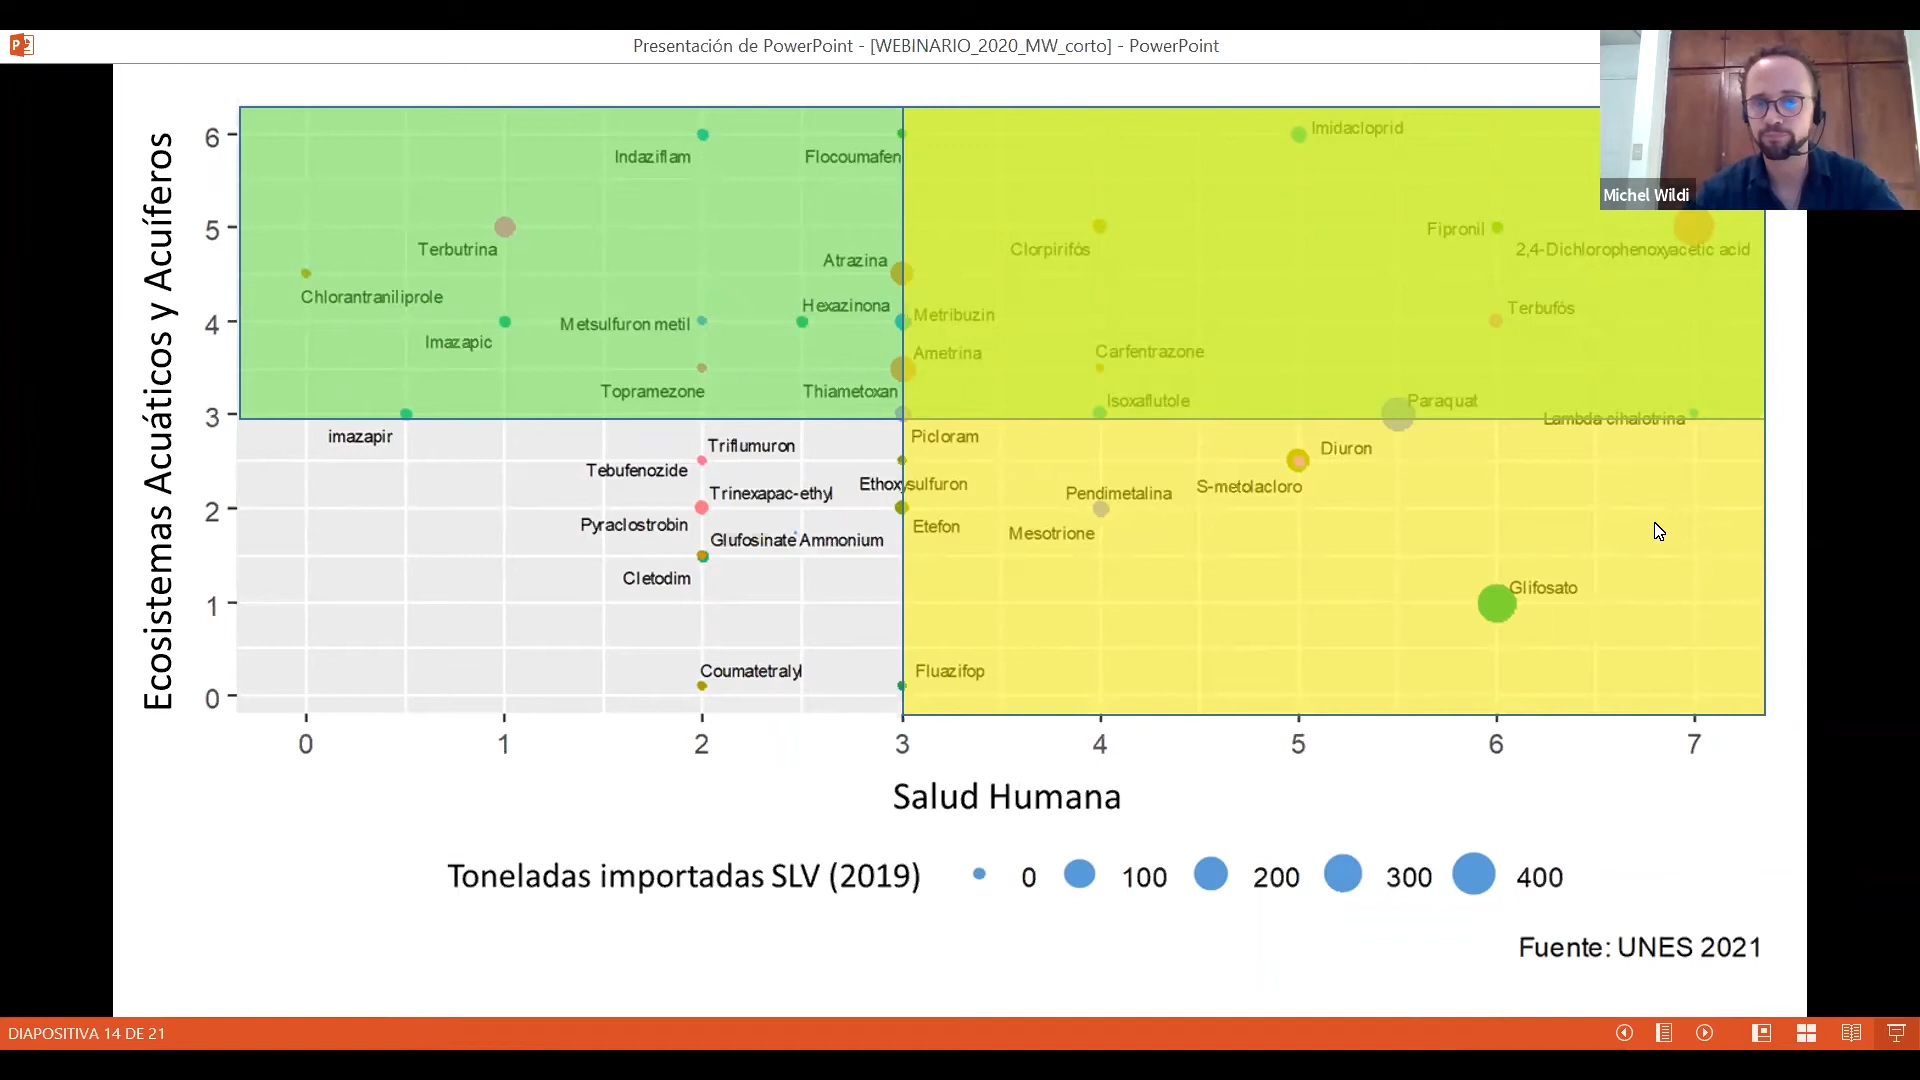 Presentación de PowerPoint - [WEBINARIO_2020_MW_corto] - PowerPoint
Michel Wildi
Ecosistemas Acuáticos y Acuíferos
6
5
4
3
2
1
0
Imidacloprid
Indaziflam
Flocoumafen
Fipronil
Terbutrina
Clorpirifós
2,4-Dichlorophenoxyacetic acid
Atrazina
Chlorantraniliprole
Hexazinona
Terbufós
Metribuzin
Metsulfuron metil
Imazapic
Carfentrazone
Ametrina
Topramezone
Thiametoxan
Isoxaflutole
Paraquat
Lambda cihalotrina
imazapir
Picloram
Triflumuron
Diuron
Tebufenozide
Ethoxysulfuron
S-metolacloro
Trinexapac-ethyl
Pendimetalina
Pyraclostrobin
Etefon
Mesotrione
Glufosinate Ammonium
Cletodim
Glifosato
Coumatetralyl
Fluazifop
0 1 2 3 4 5 6 7
Salud Humana
Toneladas importadas SLV (2019) 0 100 200 300 400
Fuente: UNES 2021
DIAPOSITIVA 14 DE 21